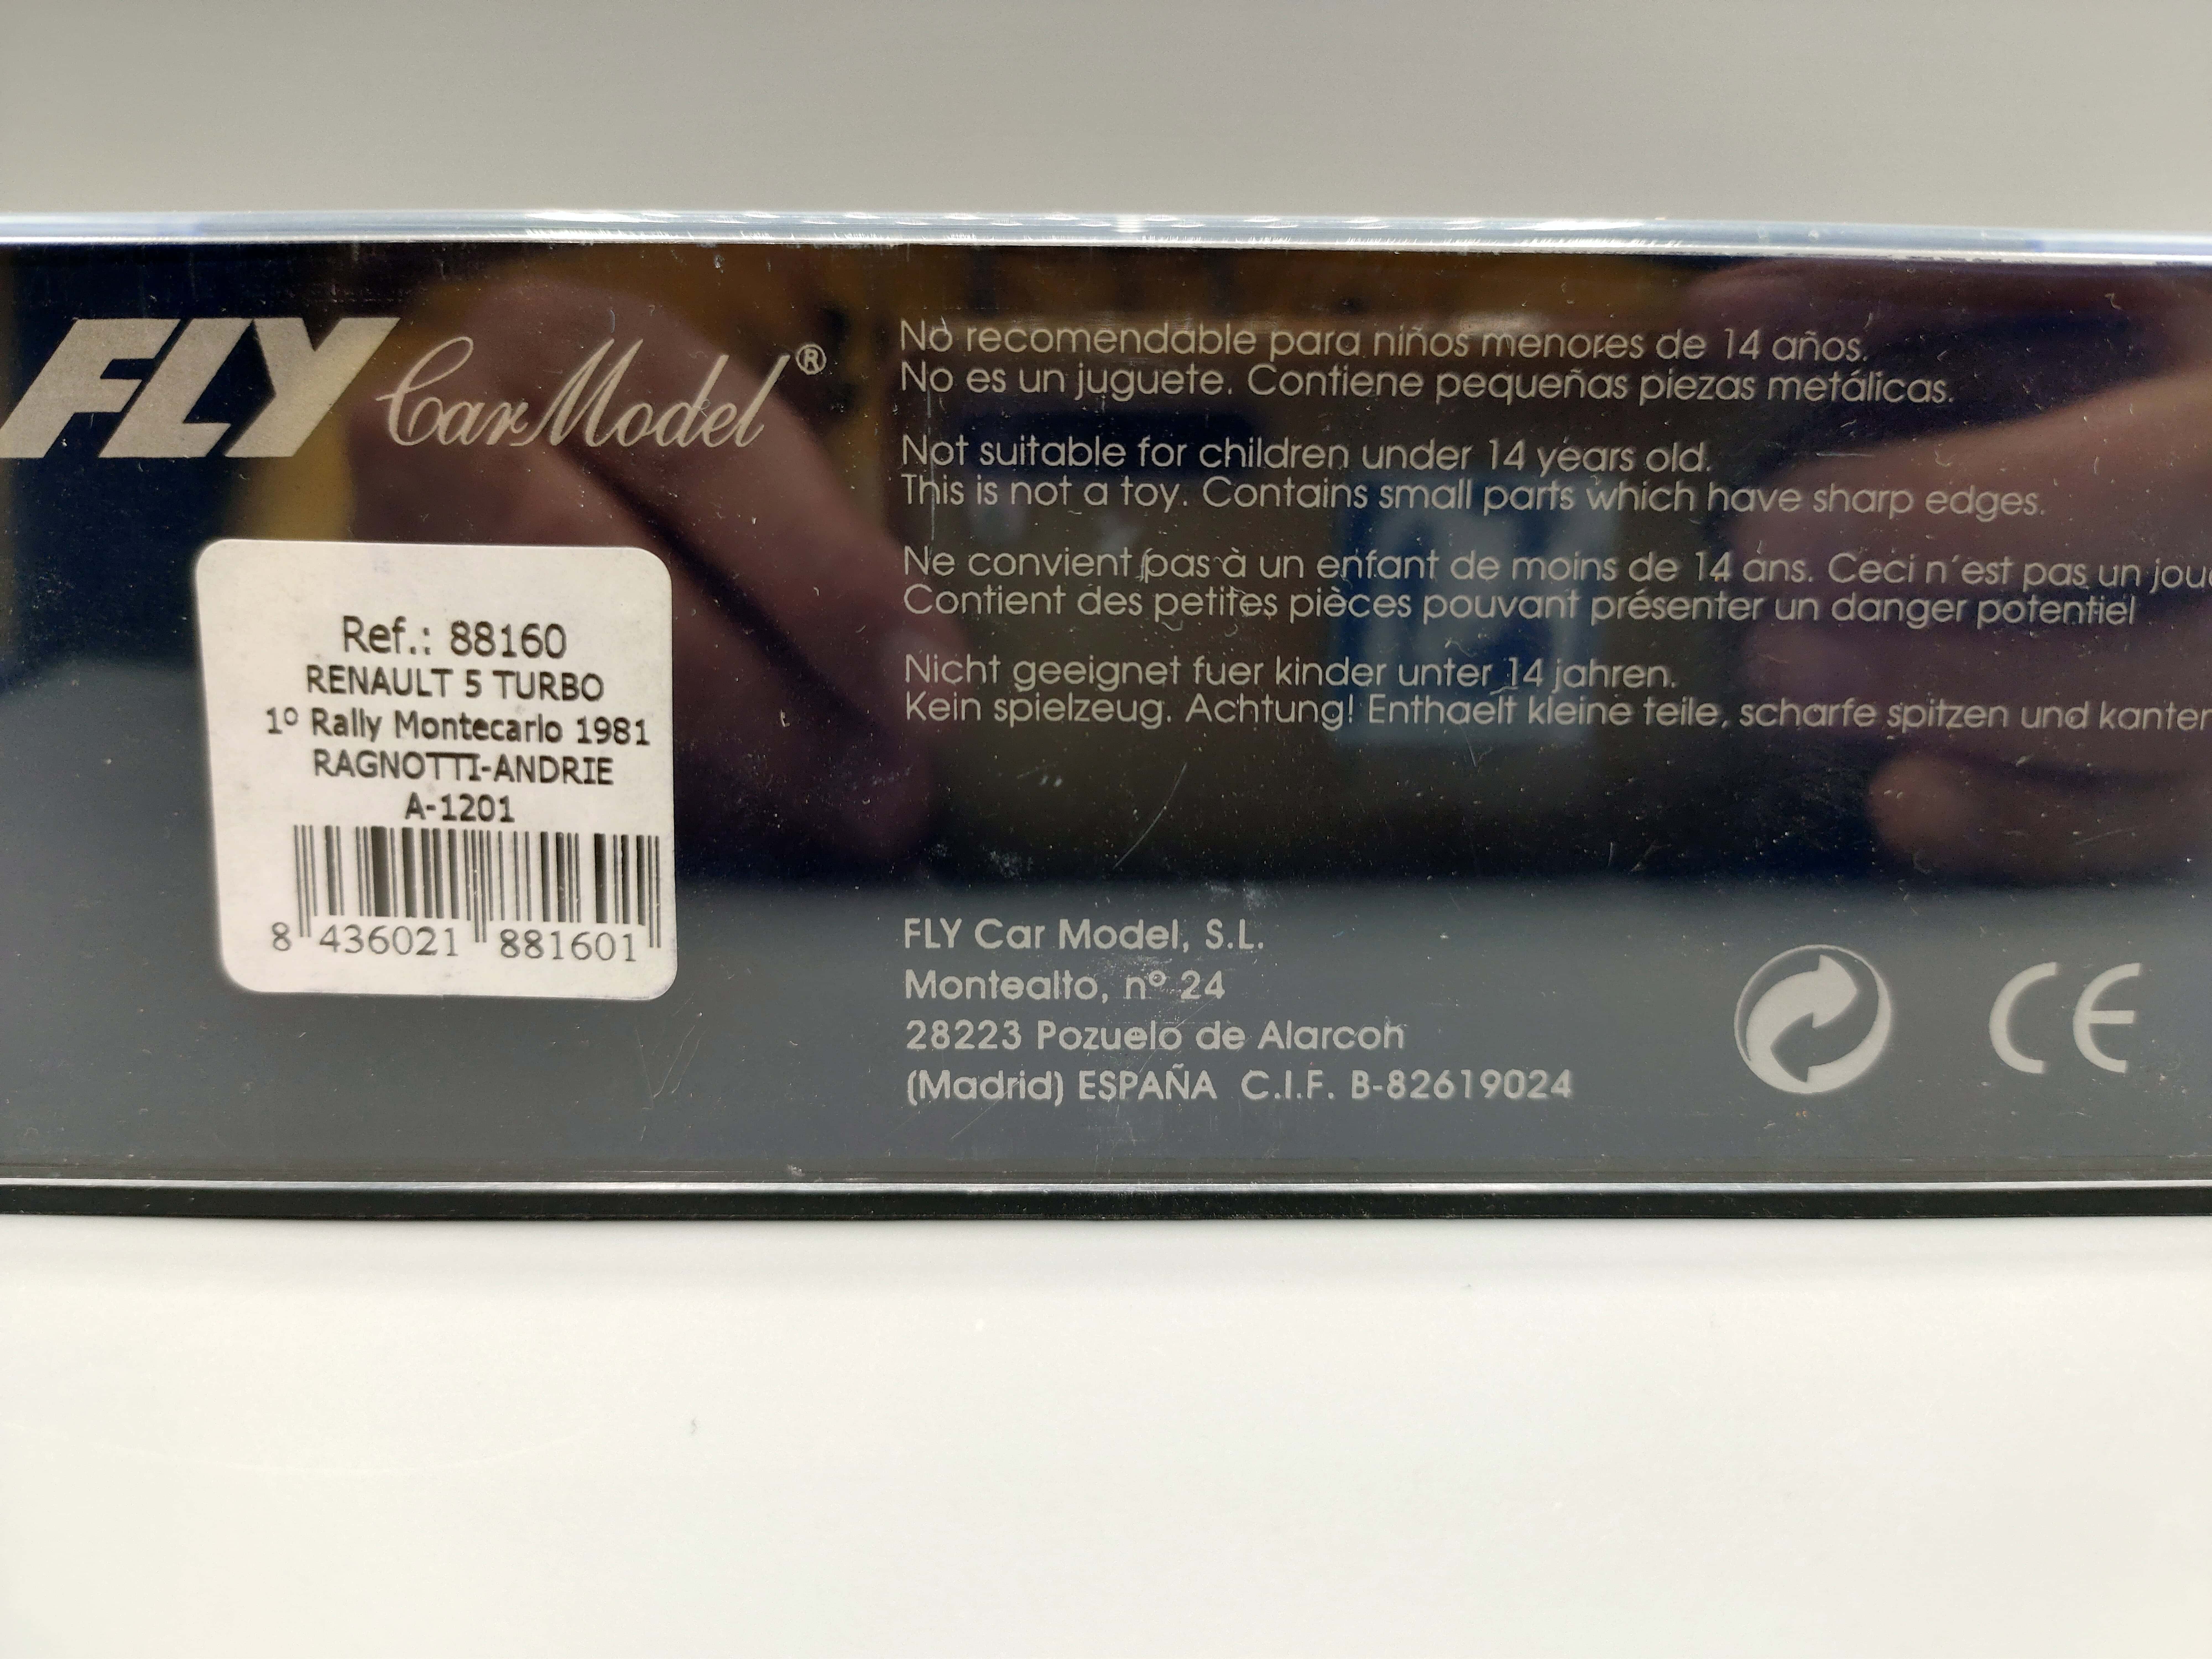 FLY Car Model®
Ref.: 88160
RENAULT 5 TURBO
1º Rally Montecarlo 1981
RAGNOTTI-ANDRIE
A-1201
8 436021 881601
No recomendable para niños menores de 14 años.
No es un juguete. Contiene pequeñas piezas metálicas.
Not suitable for children under 14 years old.
This is not a toy. Contains small parts which have sharp edges.
Ne convient pas à un enfant de moins de 14 ans. Ceci n'est pas un jou
Contient des petites pièces pouvant présenter un danger potentiel
Nicht geeignet fuer kinder unter 14 jahren.
Kein spielzeug. Achtung! Enthaelt kleine teile, scharfe spitzen und kanten
FLY Car Model, S.L.
Montealto, nº 24
28223 Pozuelo de Alarcon
(Madrid) ESPAÑA C.I.F. B-82619024
CE